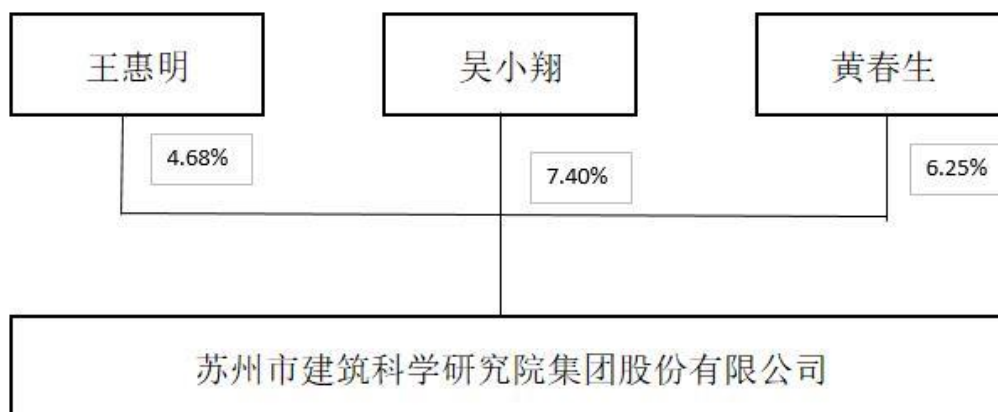 王惠明
吴小翔
黄春生
4.68%
7.40%
6.25%
苏州市建筑科学研究院集团股份有限公司